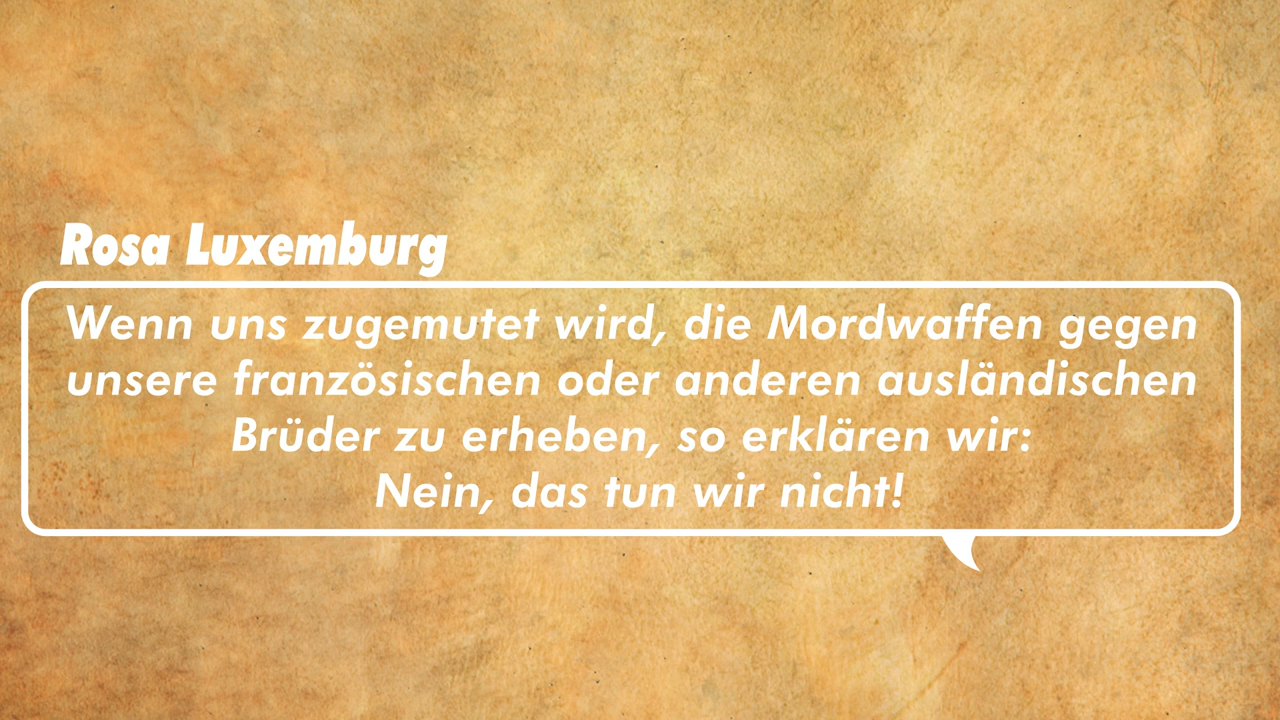 Rosa Luxemburg
Wenn uns zugemutet wird, die Mordwaffen gegen
unsere französischen oder anderen ausländischen
Brüder zu erheben, so erklären wir:
Nein, das tun wir nicht!